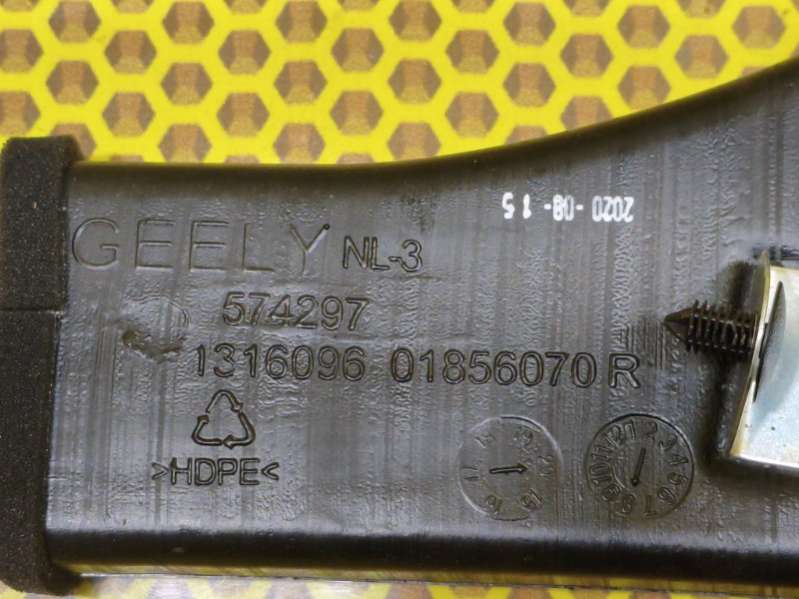 2020 -08- 15
GEELY NL-3
574297
1316096 01856070 R
>HDPE<